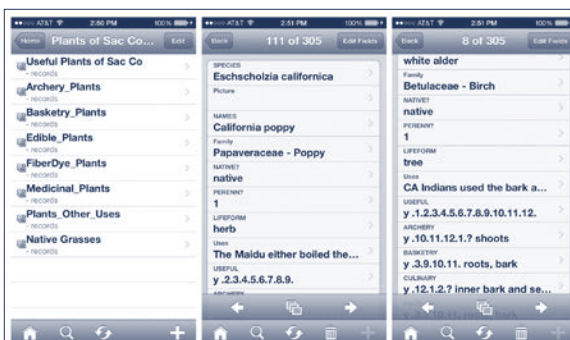 AT&T 2:50 PM 100%
Home Plants of Sac Co... Edit
Useful Plants of Sac Co
- records
Archery_Plants
- records
Basketry_Plants
- records
Edible_Plants
- records
FiberDye_Plants
- records
Medicinal_Plants
- records
Plants_Other_Uses
- records
Native Grasses
- records
AT&T 2:51 PM 100%
Back 111 of 305 Edit Fields
SPECIES
Eschscholzia californica
Picture
NAMES
California poppy
Family
Papaveraceae - Poppy
NATIVE?
native
PERENN?
1
LIFEFORM
herb
Uses
The Maidu either boiled the...
USEFUL
y .2.3.4.5.6.7.8.9.
ARCHERY
AT&T 2:51 PM 100%
Back 8 of 305 Edit Fields
white alder
Family
Betulaceae - Birch
NATIVE?
native
PERENN?
1
LIFEFORM
tree
Uses
CA Indians used the bark a...
USEFUL
y .1.2.3.4.5.6.7.8.9.10.11.12.
ARCHERY
y .10.11.12.1.? shoots
BASKETRY
y .3.9.10.11. roots, bark
CULINARY
y .12.1.2.? inner bark and se...